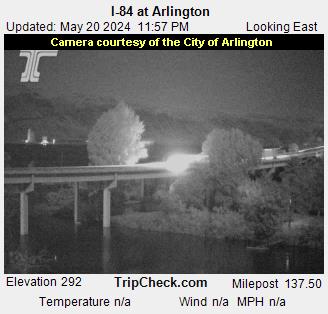 I-84 at Arlington
Updated: May 20 2024 11:57 PM Looking East
Camera courtesy of the City of Arlington
Elevation 292 TripCheck.com Milepost 137.50
Temperature n/a Wind n/a MPH n/a